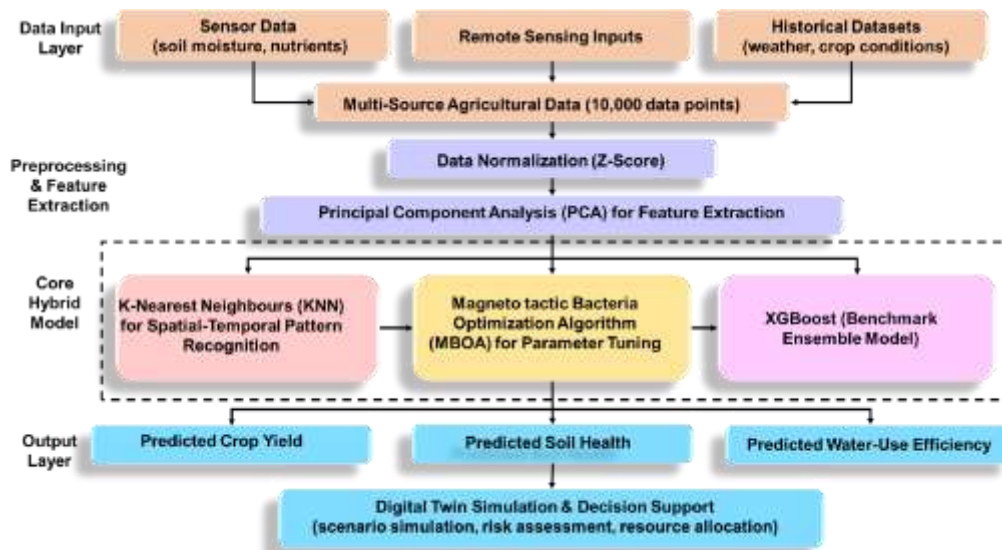 Data Input
Layer
Sensor Data
(soil moisture, nutrients)
Remote Sensing Inputs
Historical Datasets
(weather, crop conditions)
Multi-Source Agricultural Data (10,000 data points)
Preprocessing
& Feature
Extraction
Data Normalization (Z-Score)
Principal Component Analysis (PCA) for Feature Extraction
Core
Hybrid
Model
K-Nearest Neighbours (KNN)
for Spatial-Temporal Pattern
Recognition
Magneto tactic Bacteria
Optimization Algorithm
(MBOA) for Parameter Tuning
XGBoost (Benchmark
Ensemble Model)
Output
Layer
Predicted Crop Yield
Predicted Soil Health
Predicted Water-Use Efficiency
Digital Twin Simulation & Decision Support
(scenario simulation, risk assessment, resource allocation)